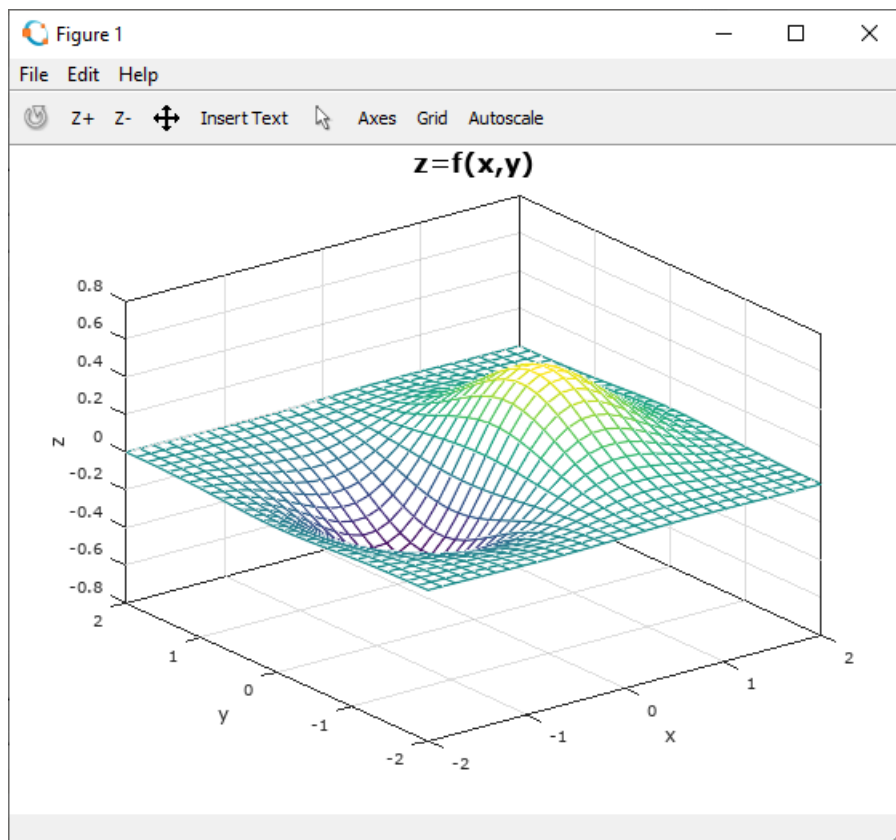 Figure 1
File Edit Help
Z+ Z- Insert Text Axes Grid Autoscale
z=f(x,y)
0.8
0.6
0.4
0.2
0
-0.2
-0.4
-0.6
-0.8
z
2
1
0
-1
-2
y
-2
-1
0
1
2
x